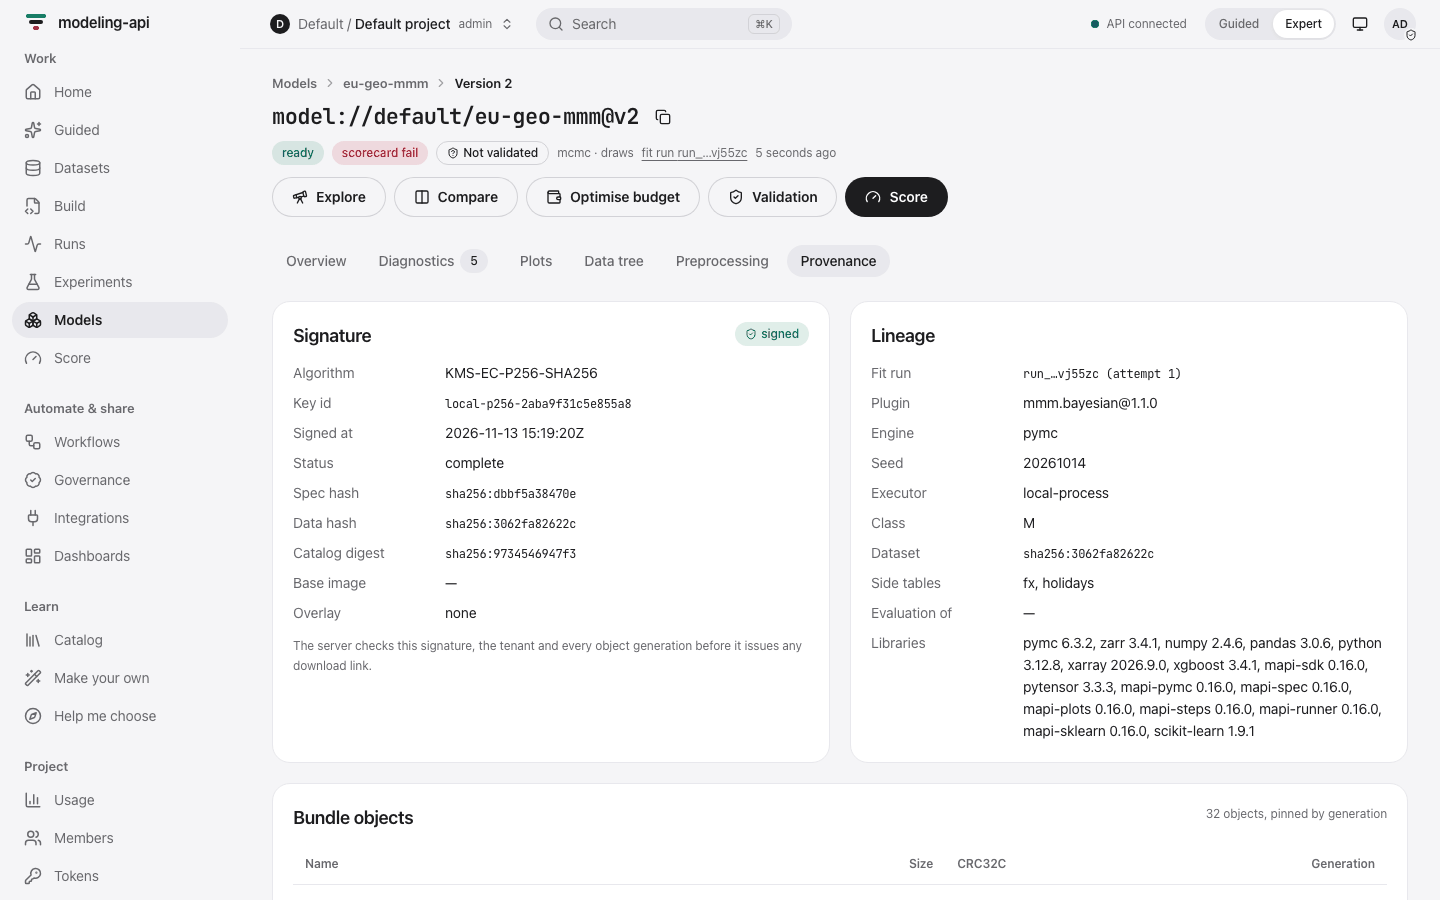 modeling-api
Default / Default project admin
Search ⌘K
API connected
Guided Expert
AD
Work
Home
Guided
Datasets
Build
Runs
Experiments
Models
Score
Automate & share
Workflows
Governance
Integrations
Dashboards
Learn
Catalog
Make your own
Help me choose
Project
Usage
Members
Tokens
D
Models eu-geo-mmm Version 2
model://default/eu-geo-mmm@v2
ready scorecard fail Not validated mcmc · draws fit run run_…vj55zc 5 seconds ago
Explore Compare Optimise budget Validation Score
Overview Diagnostics 5 Plots Data tree Preprocessing Provenance
Signature signed
Algorithm KMS-EC-P256-SHA256
Key id local-p256-2aba9f31c5e855a8
Signed at 2026-11-13 15:19:20Z
Status complete
Spec hash sha256:dbbf5a38470e
Data hash sha256:3062fa82622c
Catalog digest sha256:9734546947f3
Base image —
Overlay none
The server checks this signature, the tenant and every object generation before it issues any
download link.
Lineage
Fit run run_…vj55zc (attempt 1)
Plugin mmm.bayesian@1.1.0
Engine pymc
Seed 20261014
Executor local-process
Class M
Dataset sha256:3062fa82622c
Side tables fx, holidays
Evaluation of —
Libraries pymc 6.3.2, zarr 3.4.1, numpy 2.4.6, pandas 3.0.6, python
3.12.8, xarray 2026.9.0, xgboost 3.4.1, mapi-sdk 0.16.0,
pytensor 3.3.3, mapi-pymc 0.16.0, mapi-spec 0.16.0,
mapi-plots 0.16.0, mapi-steps 0.16.0, mapi-runner 0.16.0,
mapi-sklearn 0.16.0, scikit-learn 1.9.1
Bundle objects 32 objects, pinned by generation
Name Size CRC32C Generation